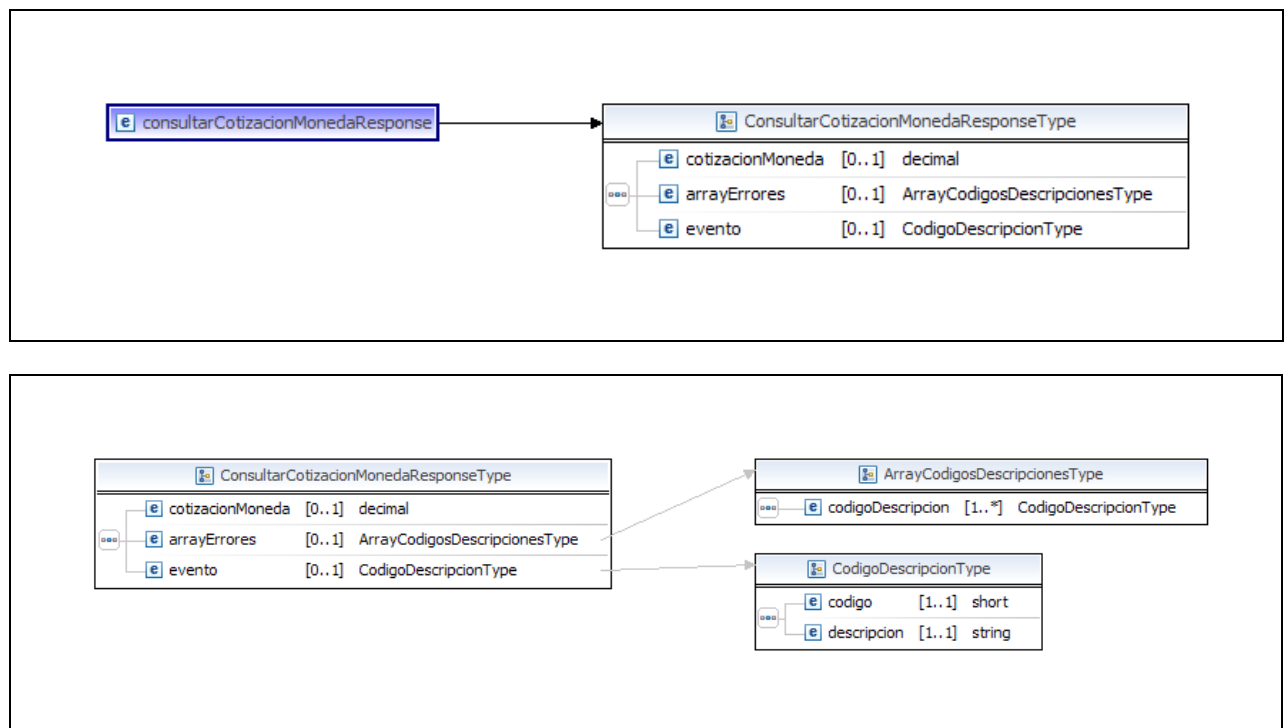 e consultarCotizacionMonedaResponse
ConsultarCotizacionMonedaResponseType
e cotizacionMoneda [0..1] decimal
e arrayErrores [0..1] ArrayCodigosDescripcionesType
e evento [0..1] CodigoDescripcionType
ConsultarCotizacionMonedaResponseType
e cotizacionMoneda [0..1] decimal
e arrayErrores [0..1] ArrayCodigosDescripcionesType
e evento [0..1] CodigoDescripcionType
ArrayCodigosDescripcionesType
e codigoDescripcion [1..*] CodigoDescripcionType
CodigoDescripcionType
e codigo [1..1] short
e descripcion [1..1] string